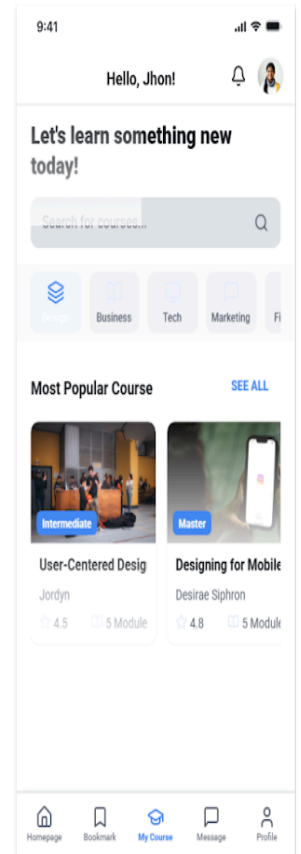 9:41
Hello, Jhon!
Let's learn something new
today!
Search for courses...
Design
Business
Tech
Marketing
Fi
Most Popular Course
SEE ALL
Intermediate
Master
User-Centered Desig
Designing for Mobile
Jordyn
Desirae Siphron
4.5
5 Module
4.8
5 Module
Homepage
Bookmark
My Course
Message
Profile